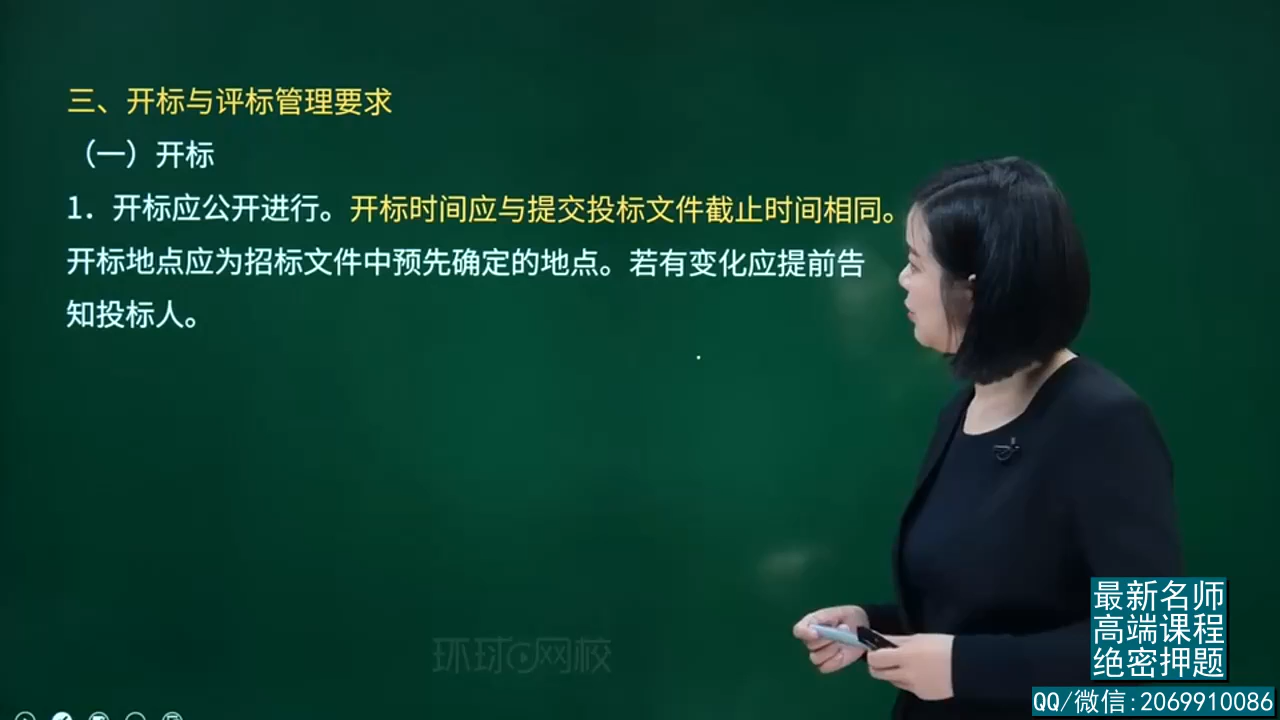 三、开标与评标管理要求
（一）开标
1．开标应公开进行。开标时间应与提交投标文件截止时间相同。
开标地点应为招标文件中预先确定的地点。若有变化应提前告
知投标人。
环球网校
最新名师
高端课程
绝密押题
QQ/微信:2069910086